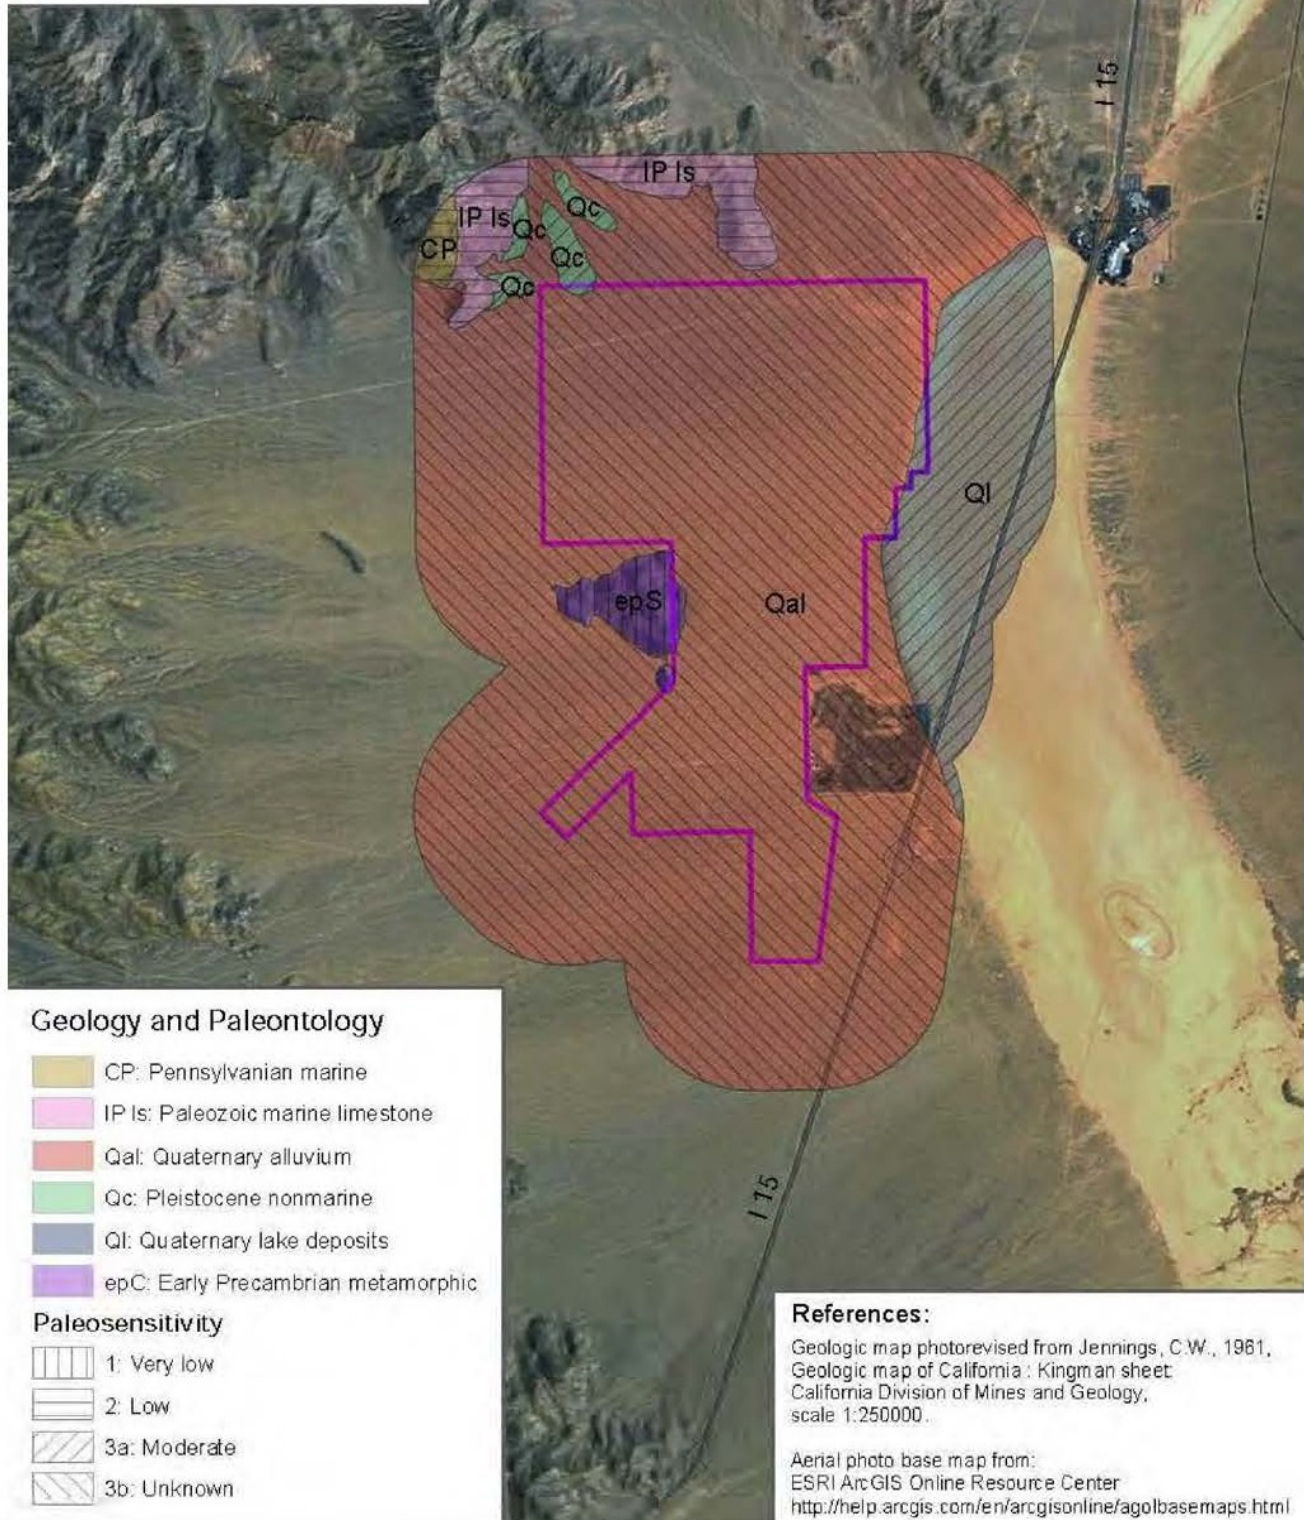 I 15
IP ls
IP ls
Qc
Qc
CP
Qc
Qc
Ql
epS
Qal
I 15
Geology and Paleontology
CP: Pennsylvanian marine
IP ls: Paleozoic marine limestone
Qal: Quaternary alluvium
Qc: Pleistocene nonmarine
Ql: Quaternary lake deposits
epC: Early Precambrian metamorphic
Paleosensitivity
1: Very low
2: Low
3a: Moderate
3b: Unknown
References:
Geologic map photorevised from Jennings, C.W., 1961,
Geologic map of California : Kingman sheet:
California Division of Mines and Geology,
scale 1:250000.
Aerial photo base map from:
ESRI ArcGIS Online Resource Center
http://help.arcgis.com/en/arcgisonline/agolbasemaps.html